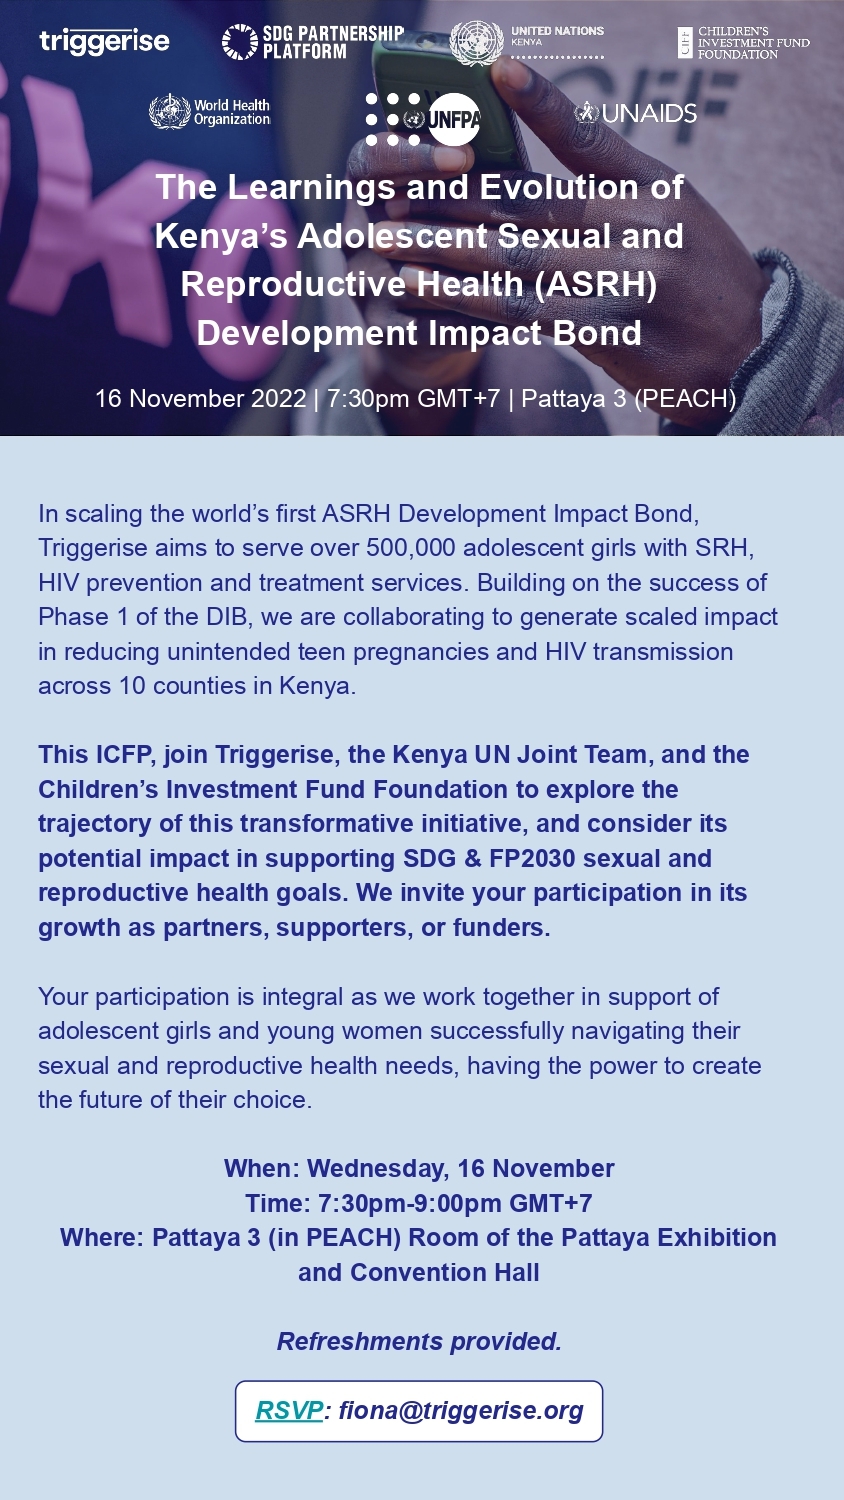 triggerise
SDG PARTNERSHIP
PLATFORM
UNITED NATIONS
KENYA
CIFF
CHILDREN'S
INVESTMENT FUND
FOUNDATION
World Health
Organization
UNFPA
UNAIDS
The Learnings and Evolution of
Kenya's Adolescent Sexual and
Reproductive Health (ASRH)
Development Impact Bond
16 November 2022 | 7:30pm GMT+7 | Pattaya 3 (PEACH)
In scaling the world's first ASRH Development Impact Bond,
Triggerise aims to serve over 500,000 adolescent girls with SRH,
HIV prevention and treatment services. Building on the success of
Phase 1 of the DIB, we are collaborating to generate scaled impact
in reducing unintended teen pregnancies and HIV transmission
across 10 counties in Kenya.
This ICFP, join Triggerise, the Kenya UN Joint Team, and the
Children's Investment Fund Foundation to explore the
trajectory of this transformative initiative, and consider its
potential impact in supporting SDG & FP2030 sexual and
reproductive health goals. We invite your participation in its
growth as partners, supporters, or funders.
Your participation is integral as we work together in support of
adolescent girls and young women successfully navigating their
sexual and reproductive health needs, having the power to create
the future of their choice.
When: Wednesday, 16 November
Time: 7:30pm-9:00pm GMT+7
Where: Pattaya 3 (in PEACH) Room of the Pattaya Exhibition
and Convention Hall
Refreshments provided.
RSVP: fiona@triggerise.org